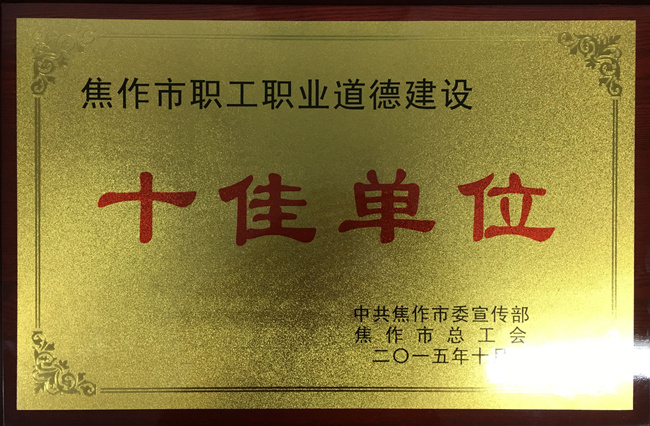 焦作市职工职业道德建设
十佳单位
中共焦作市委宣传部
焦作市总工会
二〇一五年十月